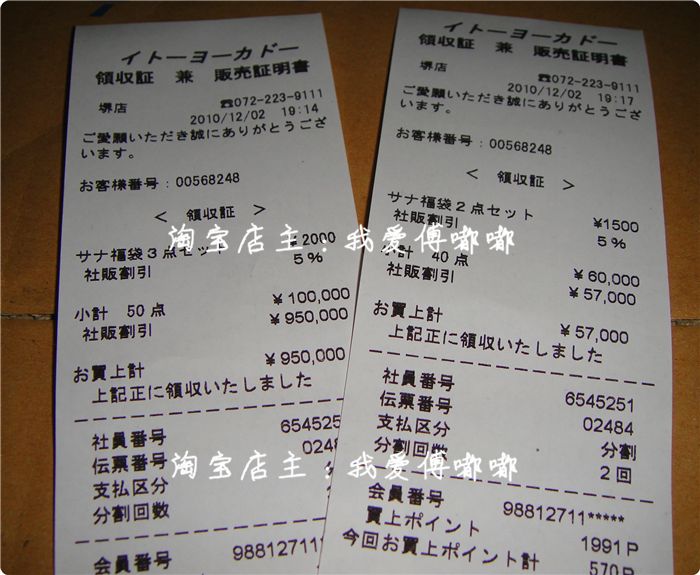 イトーヨーカドー
領収証 兼 販売証明書
堺店 ☎072-223-9111
2010/12/02 19:14
ご愛顧いただき誠にありがとうござ
います。
お客様番号：00568248
＜ 領収証 ＞
サナ福袋３点セット ¥2000
社販割引 5％
小計 50点 ¥100,000
社販割引 ¥950,000
お買上計 ¥950,000
上記正に領収いたしました
社員番号 6545251
伝票番号 02484
支払区分
分割回数
会員番号 98812711***
イトーヨーカドー
領収証 兼 販売証明書
堺店 ☎072-223-9111
2010/12/02 19:17
ご愛顧いただき誠にありがとうござ
います。
お客様番号：00568248
＜ 領収証 ＞
サナ福袋２点セット ¥1500
社販割引 5％
小計 40点 ¥60,000
社販割引 ¥57,000
お買上計 ¥57,000
上記正に領収いたしました
社員番号 6545251
伝票番号 02484
支払区分 分割
分割回数 2回
会員番号 98812711*****
買上ポイント 1991P
今回お買上ポイント計 570P
淘宝店主：我爱傅嘟嘟
淘宝店主：我爱傅嘟嘟